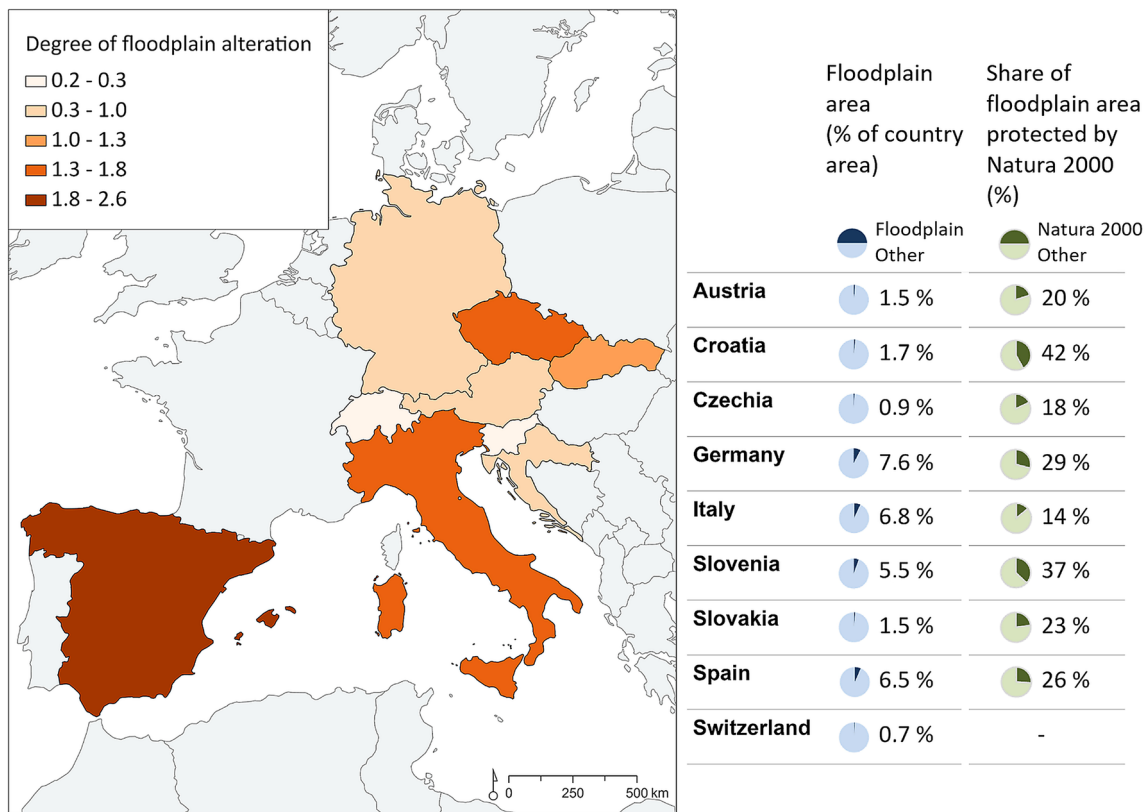 Degree of floodplain alteration
0.2 - 0.3
0.3 - 1.0
1.0 - 1.3
1.3 - 1.8
1.8 - 2.6
0 250 500 km
Floodplain
area
(% of country
area)
Share of
floodplain area
protected by
Natura 2000
(%)
Floodplain
Other
Natura 2000
Other
Austria 1.5 % 20 %
Croatia 1.7 % 42 %
Czechia 0.9 % 18 %
Germany 7.6 % 29 %
Italy 6.8 % 14 %
Slovenia 5.5 % 37 %
Slovakia 1.5 % 23 %
Spain 6.5 % 26 %
Switzerland 0.7 % -